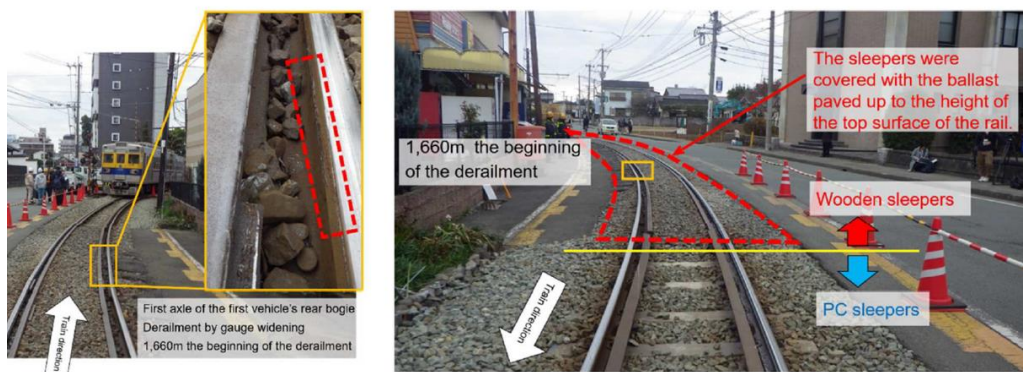 First axle of the first vehicle's rear bogie
Derailment by gauge widening
1,660m the beginning of the derailment
Train direction
The sleepers were
covered with the ballast
paved up to the height of
the top surface of the rail.
1,660m the beginning
of the derailment
Wooden sleepers
PC sleepers
Train direction